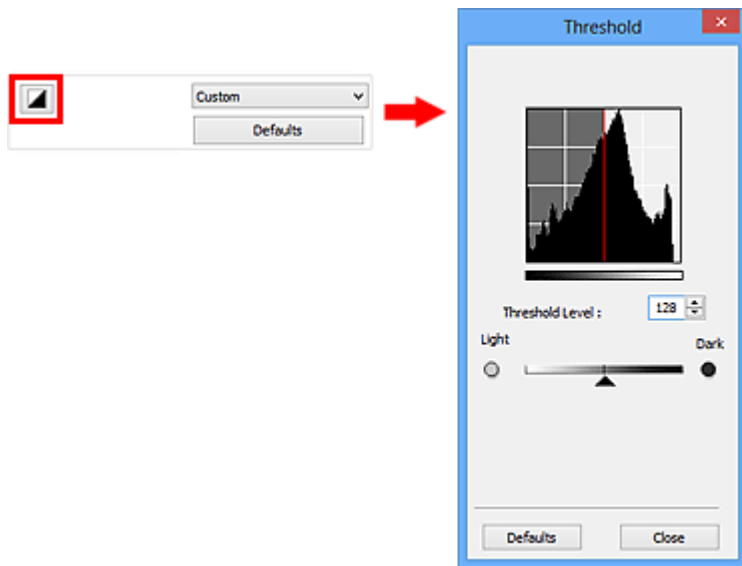 Custom
Defaults
Threshold
Threshold Level :
128
Light
Dark
Defaults
Close